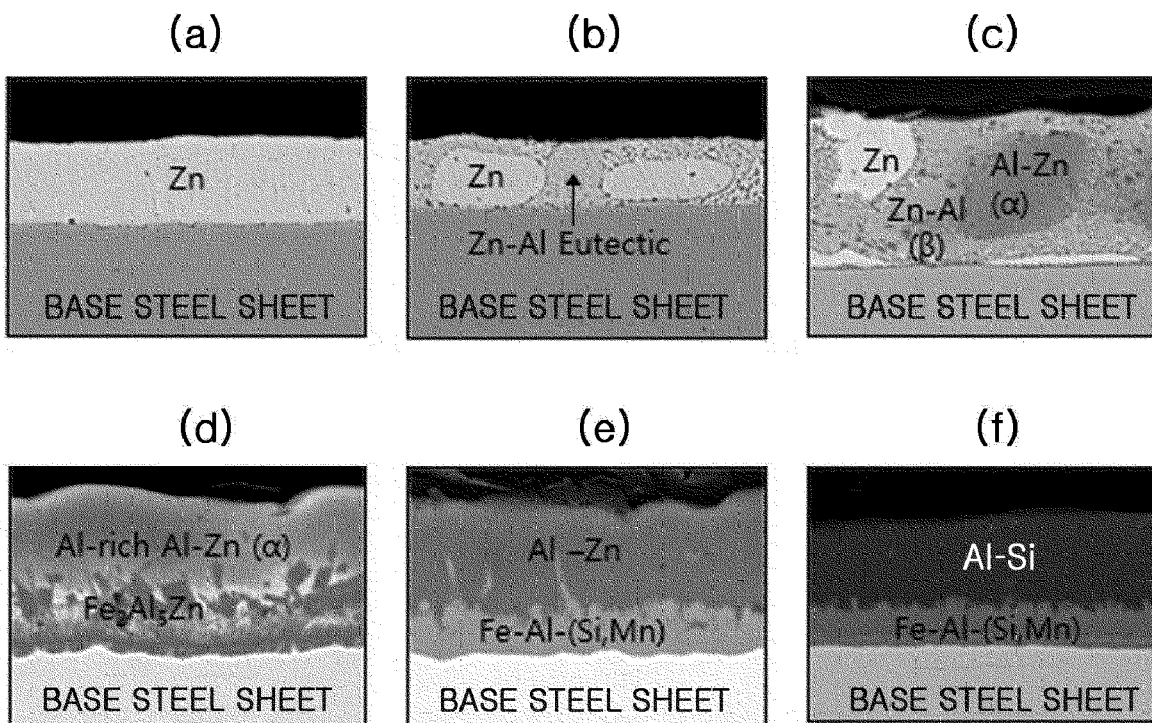 (a)
(b)
(c)
Zn
BASE STEEL SHEET
Zn
Zn-Al Eutectic
BASE STEEL SHEET
Zn
Al-Zn
(α)
Zn-Al
(β)
BASE STEEL SHEET
(d)
(e)
(f)
Al-rich Al-Zn (α)
Fe₂Al₅Zn
BASE STEEL SHEET
Al –Zn
Fe-Al-(Si,Mn)
BASE STEEL SHEET
Al-Si
Fe-Al-(Si,Mn)
BASE STEEL SHEET